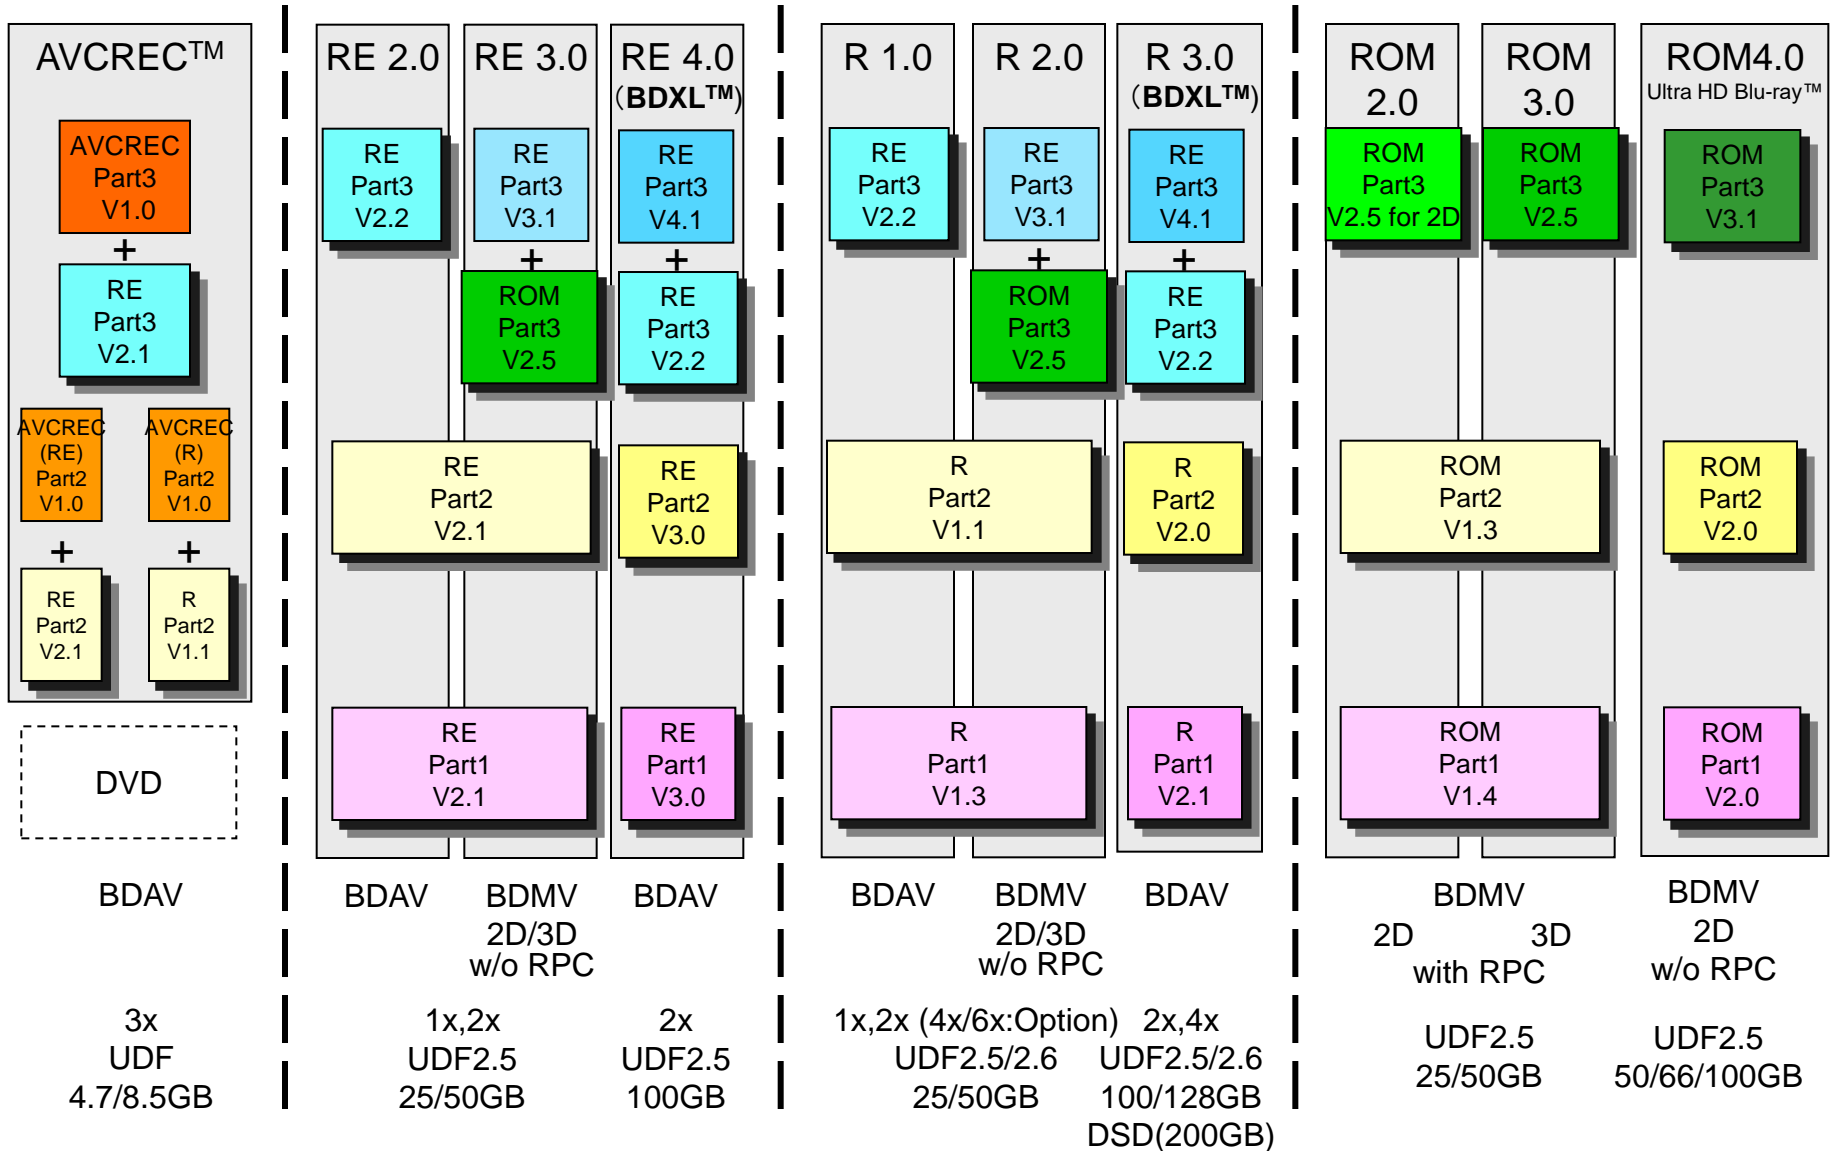 AVCREC™
AVCREC
Part3
V1.0
+
RE
Part3
V2.1
AVCREC
(RE)
Part2
V1.0
+
RE
Part2
V2.1
AVCREC
(R)
Part2
V1.0
+
R
Part2
V1.1
DVD
BDAV
3x
UDF
4.7/8.5GB
RE 2.0
RE
Part3
V2.2
RE 3.0
RE
Part3
V3.1
+
ROM
Part3
V2.5
RE 4.0
(BDXL™)
RE
Part3
V4.1
+
RE
Part3
V2.2
RE
Part2
V2.1
RE
Part2
V3.0
RE
Part1
V2.1
RE
Part1
V3.0
BDAV
BDMV
2D/3D
w/o RPC
BDAV
1x,2x
UDF2.5
25/50GB
2x
UDF2.5
100GB
R 1.0
RE
Part3
V2.2
R 2.0
RE
Part3
V3.1
+
ROM
Part3
V2.5
R 3.0
(BDXL™)
RE
Part3
V4.1
+
RE
Part3
V2.2
R
Part2
V1.1
R
Part2
V2.0
R
Part1
V1.3
R
Part1
V2.1
BDAV
BDMV
2D/3D
w/o RPC
BDAV
1x,2x (4x/6x:Option)
UDF2.5/2.6
25/50GB
2x,4x
UDF2.5/2.6
100/128GB
DSD(200GB)
ROM
2.0
ROM
Part3
V2.5 for 2D
ROM
3.0
ROM
Part3
V2.5
ROM4.0
Ultra HD Blu-ray™
ROM
Part3
V3.1
ROM
Part2
V1.3
ROM
Part2
V2.0
ROM
Part1
V1.4
ROM
Part1
V2.0
BDMV
2D 3D
with RPC
UDF2.5
25/50GB
BDMV
2D
w/o RPC
UDF2.5
50/66/100GB